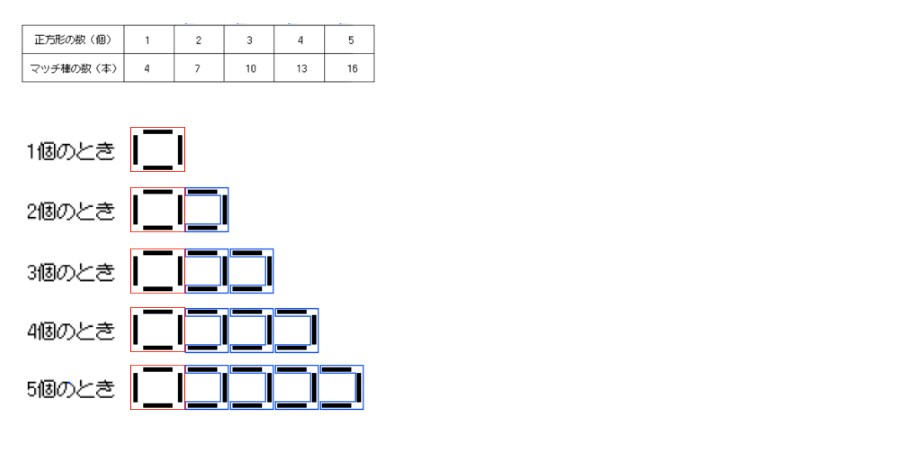 正方形の数（個） 1 2 3 4 5
マッチ棒の数（本） 4 7 10 13 16
1個のとき
2個のとき
3個のとき
4個のとき
5個のとき